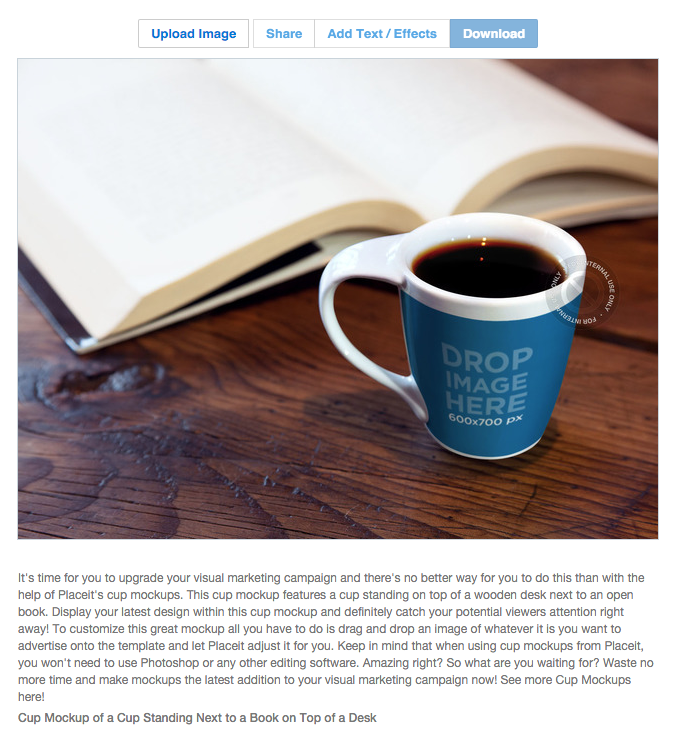 Upload Image
Share
Add Text / Effects
Download
FOR INTERNAL USE ONLY
DROP
IMAGE
HERE
600x700 px
It's time for you to upgrade your visual marketing campaign and there's no better way for you to do this than with the
help of Placeit's cup mockups. This cup mockup features a cup standing on top of a wooden desk next to an open
book. Display your latest design within this cup mockup and definitely catch your potential viewers attention right
away! To customize this great mockup all you have to do is drag and drop an image of whatever it is you want to
advertise onto the template and let Placeit adjust it for you. Keep in mind that when using cup mockups from Placeit,
you won't need to use Photoshop or any other editing software. Amazing right? So what are you waiting for? Waste no
more time and make mockups the latest addition to your visual marketing campaign now! See more Cup Mockups
here!
Cup Mockup of a Cup Standing Next to a Book on Top of a Desk